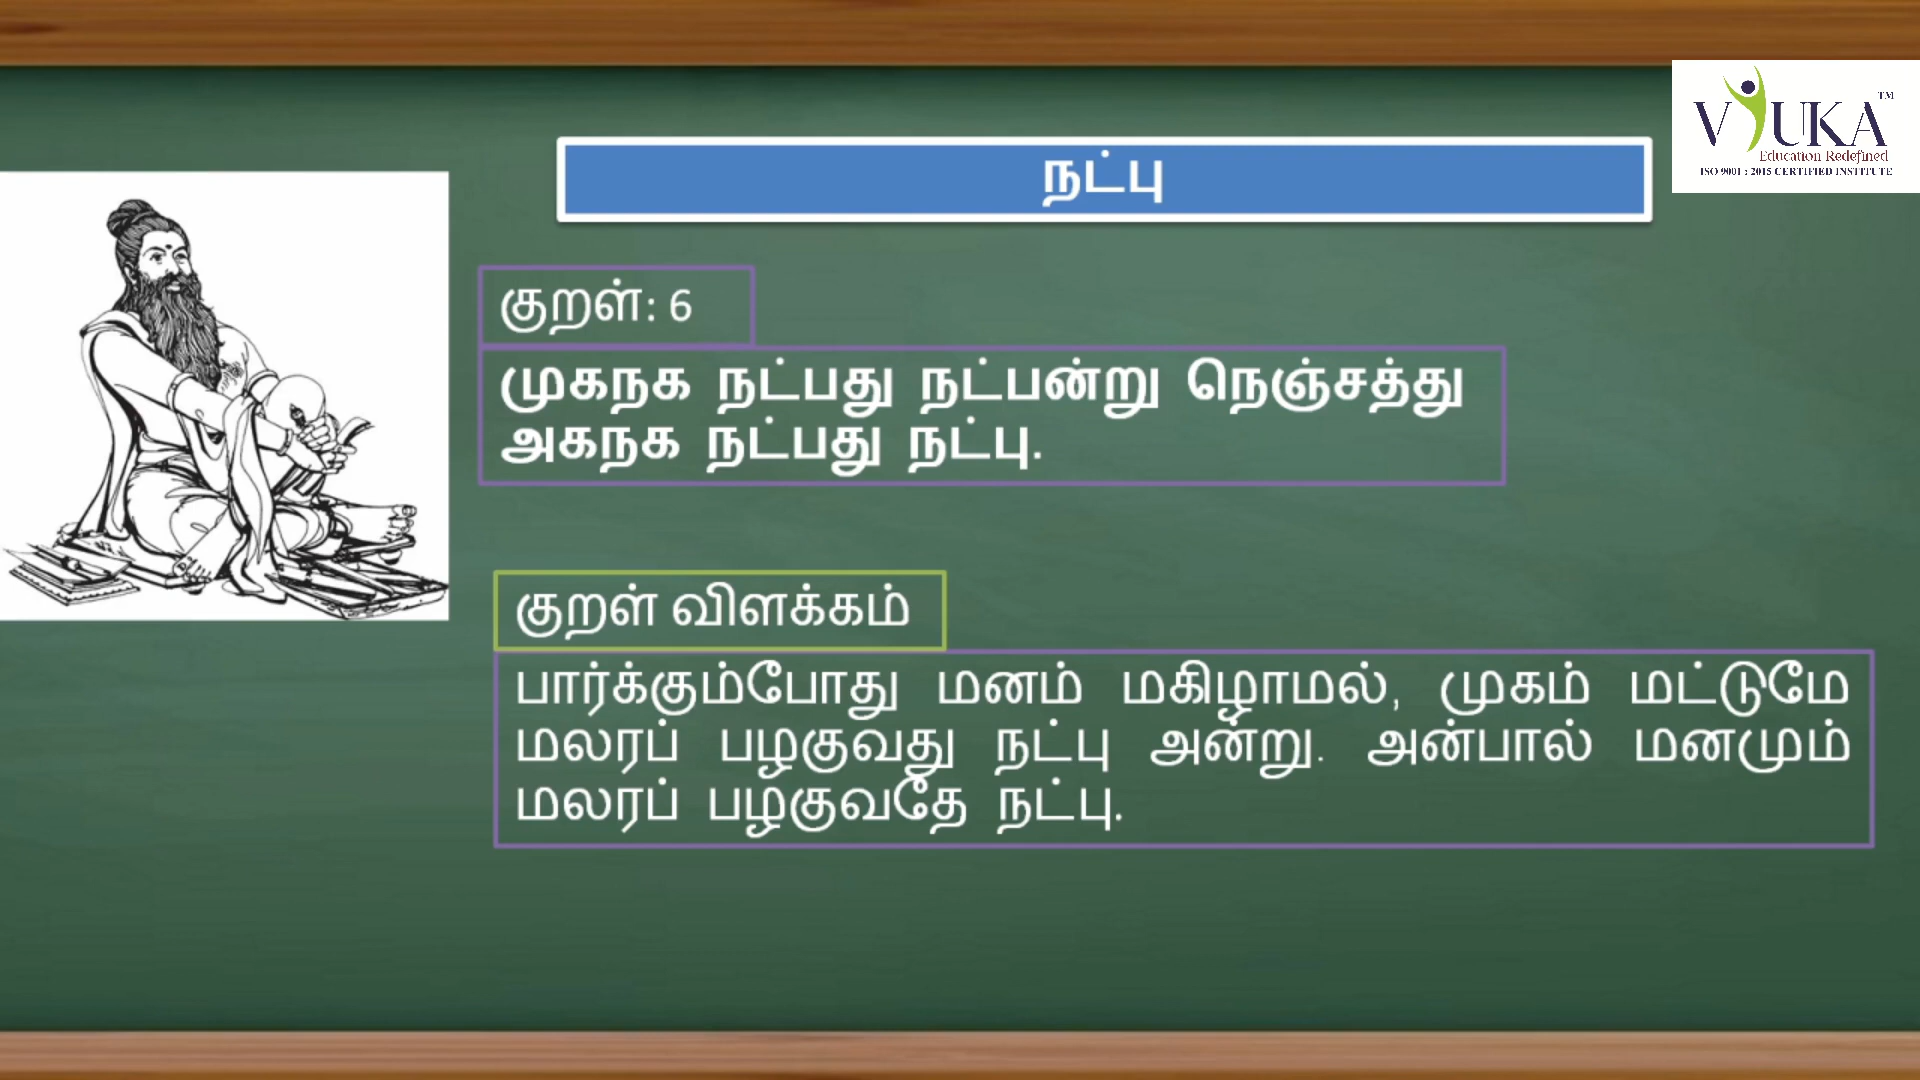 VIUKA™
Education Redefined
ISO 9001 : 2015 CERTIFIED INSTITUTE
நட்பு
குறள்: 6
முகநக நட்பது நட்பன்று நெஞ்சத்து
அகநக நட்பது நட்பு.
குறள் விளக்கம்
பார்க்கும்போது மனம் மகிழாமல், முகம் மட்டுமே
மலரப் பழகுவது நட்பு அன்று. அன்பால் மனமும்
மலரப் பழகுவதே நட்பு.